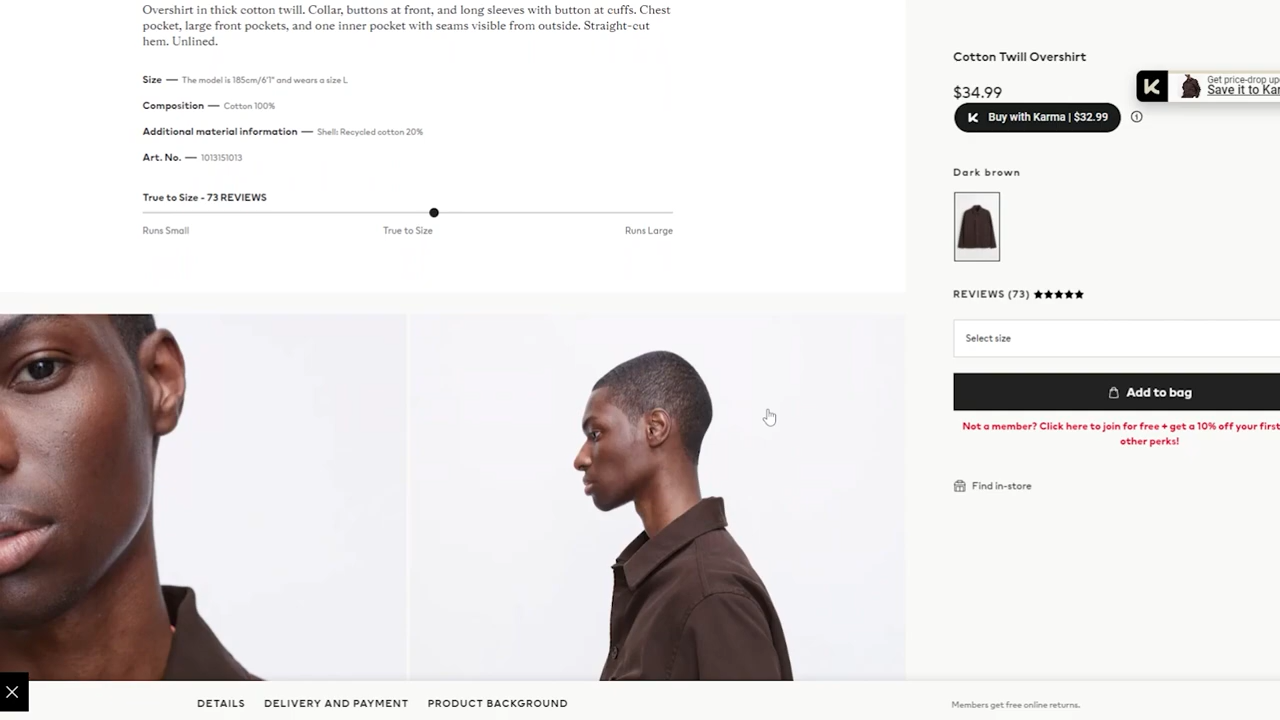 Overshirt in thick cotton twill. Collar, buttons at front, and long sleeves with button at cuffs. Chest
pocket, large front pockets, and one inner pocket with seams visible from outside. Straight-cut
hem. Unlined.
Size — The model is 185cm/6'1" and wears a size L
Composition — Cotton 100%
Additional material information — Shell: Recycled cotton 20%
Art. No. — 1013151013
True to Size - 73 REVIEWS
Runs Small
True to Size
Runs Large
Cotton Twill Overshirt
$34.99
Get price-drop
Save it to
Buy with Karma | $32.99
Dark brown
REVIEWS (73)
Select size
Add to bag
Not a member? Click here to join for free + get a 10% off your first
other perks!
Find in-store
DETAILS
DELIVERY AND PAYMENT
PRODUCT BACKGROUND
Members get free online returns.